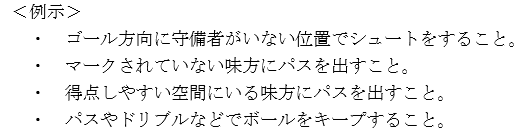 ＜例示＞
・ ゴール方向に守備者がいない位置でシュートをすること。
・ マークされていない味方にパスを出すこと。
・ 得点しやすい空間にいる味方にパスを出すこと。
・ パスやドリブルなどでボールをキープすること。